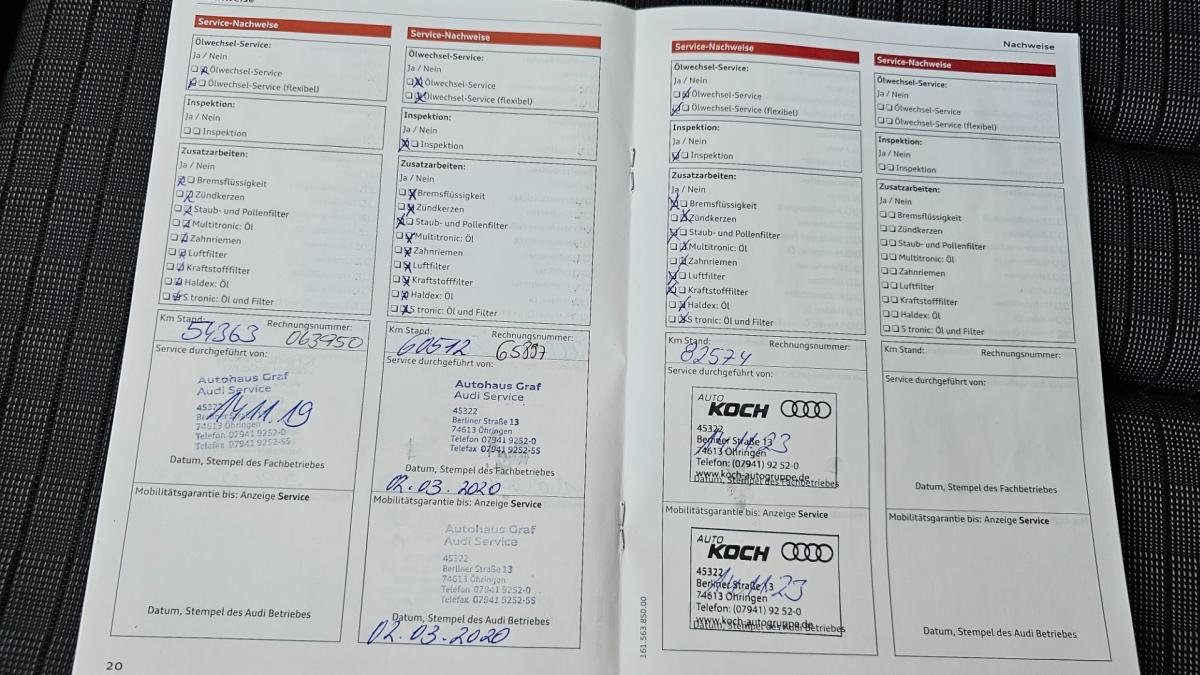 Service-Nachweise
Ölwechsel-Service:
Ja / Nein
Ölwechsel-Service
Ölwechsel-Service (flexibel)
Inspektion:
Ja / Nein
Inspektion
Zusatzarbeiten:
Ja / Nein
Bremsflüssigkeit
Zündkerzen
Staub- und Pollenfilter
Multitronic: Öl
Zahnriemen
Luftfilter
Kraftstofffilter
Haldex: Öl
S tronic: Öl und Filter
Km Stand: Rechnungsnummer:
54363 063950
Service durchgeführt von:
Autohaus Graf
Audi Service
45322
74613 Öhringen
Telefon 07941 9252-0
Telefax 07941 9252-55
14.11.19
Datum, Stempel des Fachbetriebes
Mobilitätsgarantie bis: Anzeige Service
Datum, Stempel des Audi Betriebes
20
Service-Nachweise
Ölwechsel-Service:
Ja / Nein
Ölwechsel-Service
Ölwechsel-Service (flexibel)
Inspektion:
Ja / Nein
Inspektion
Zusatzarbeiten:
Ja / Nein
Bremsflüssigkeit
Zündkerzen
Staub- und Pollenfilter
Multitronic: Öl
Zahnriemen
Luftfilter
Kraftstofffilter
Haldex: Öl
S tronic: Öl und Filter
Km Stand: Rechnungsnummer:
60512
Service durchgeführt von:
Autohaus Graf
Audi Service
45322
Berliner Straße 13
74613 Öhringen
Telefon 07941 9252-0
Telefax 07941 9252-55
Datum, Stempel des Fachbetriebes
02.03.2020
Mobilitätsgarantie bis: Anzeige Service
Autohaus Graf
Audi Service
45322
Berliner Straße 13
74613 Öhringen
Telefon 07941 9252-0
Telefax 07941 9252-55
Datum, Stempel des Audi Betriebes
02.03.2020
Nachweise
Service-Nachweise
Ölwechsel-Service:
Ja / Nein
Ölwechsel-Service
Ölwechsel-Service (flexibel)
Inspektion:
Ja / Nein
Inspektion
Zusatzarbeiten:
Ja / Nein
Bremsflüssigkeit
Zündkerzen
Staub- und Pollenfilter
Multitronic: Öl
Zahnriemen
Luftfilter
Kraftstofffilter
Haldex: Öl
S tronic: Öl und Filter
Km Stand: Rechnungsnummer:
82574
Service durchgeführt von:
AUTO
KOCH
45322
Berliner Straße 13
74613 Öhringen
Telefon: (07941) 92 52-0
www.koch-autogruppe.de
Datum, Stempel des Fachbetriebes
Mobilitätsgarantie bis: Anzeige Service
AUTO
KOCH
45322
Berliner Straße 13
74613 Öhringen
Telefon: (07941) 92 52-0
www.koch-autogruppe.de
Datum, Stempel des Audi Betriebes
161.563.850.00
Service-Nachweise
Ölwechsel-Service:
Ja / Nein
Ölwechsel-Service
Ölwechsel-Service (flexibel)
Inspektion:
Ja / Nein
Inspektion
Zusatzarbeiten:
Ja / Nein
Bremsflüssigkeit
Zündkerzen
Staub- und Pollenfilter
Multitronic: Öl
Zahnriemen
Luftfilter
Kraftstofffilter
Haldex: Öl
S tronic: Öl und Filter
Km Stand: Rechnungsnummer:
Service durchgeführt von:
Datum, Stempel des Fachbetriebes
Mobilitätsgarantie bis: Anzeige Service
Datum, Stempel des Audi Betriebes